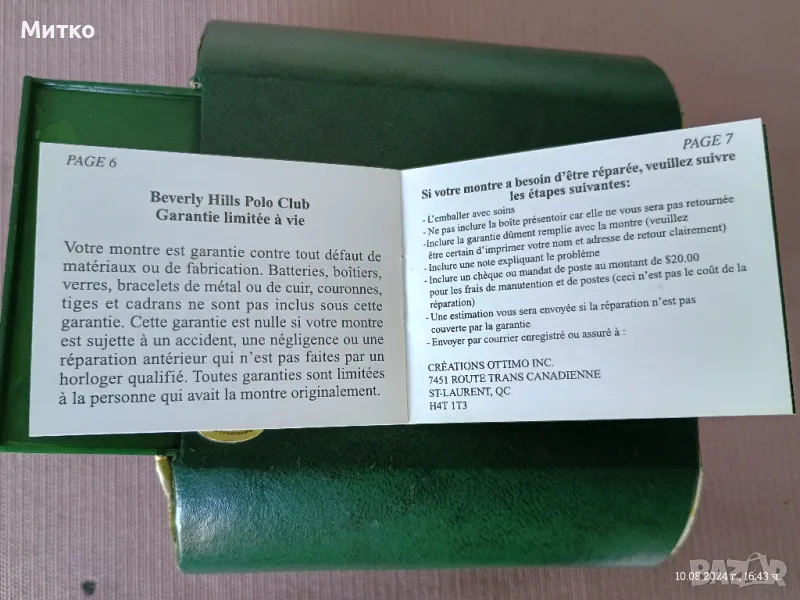 Митко
PAGE 6
Beverly Hills Polo Club
Garantie limitée à vie
Votre montre est garantie contre tout défaut de
matériaux ou de fabrication. Batteries, boîtiers,
verres, bracelets de métal ou de cuir, couronnes,
tiges et cadrans ne sont pas inclus sous cette
garantie. Cette garantie est nulle si votre montre
est sujette à un accident, une négligence ou une
réparation antérieur qui n'est pas faites par un
horloger qualifié. Toutes garanties sont limitées
à la personne qui avait la montre originalement.
PAGE 7
Si votre montre a besoin d'être réparée, veuillez suivre
les étapes suivantes:
-L'emballer avec soins
-Ne pas inclure la boîte présentoir car elle ne vous sera pas retournée
-Inclure la garantie dûment remplie avec la montre (veuillez
être certain d'imprimer votre nom et adresse de retour clairement)
-Inclure une note expliquant le problème
-Inclure un chèque ou mandat de poste au montant de $20.00
pour les frais de manutention et de postes (ceci n'est pas le coût de la
réparation)
-Une estimation vous sera envoyée si la réparation n'est pas
couverte par la garantie
-Envoyer par courrier enregistré ou assuré à :
CRÉATIONS OTTIMO INC.
7451 ROUTE TRANS CANADIENNE
ST-LAURENT, QC
H4T 1T3
10.08.2024 г., 16:43 ч.
BAZAR